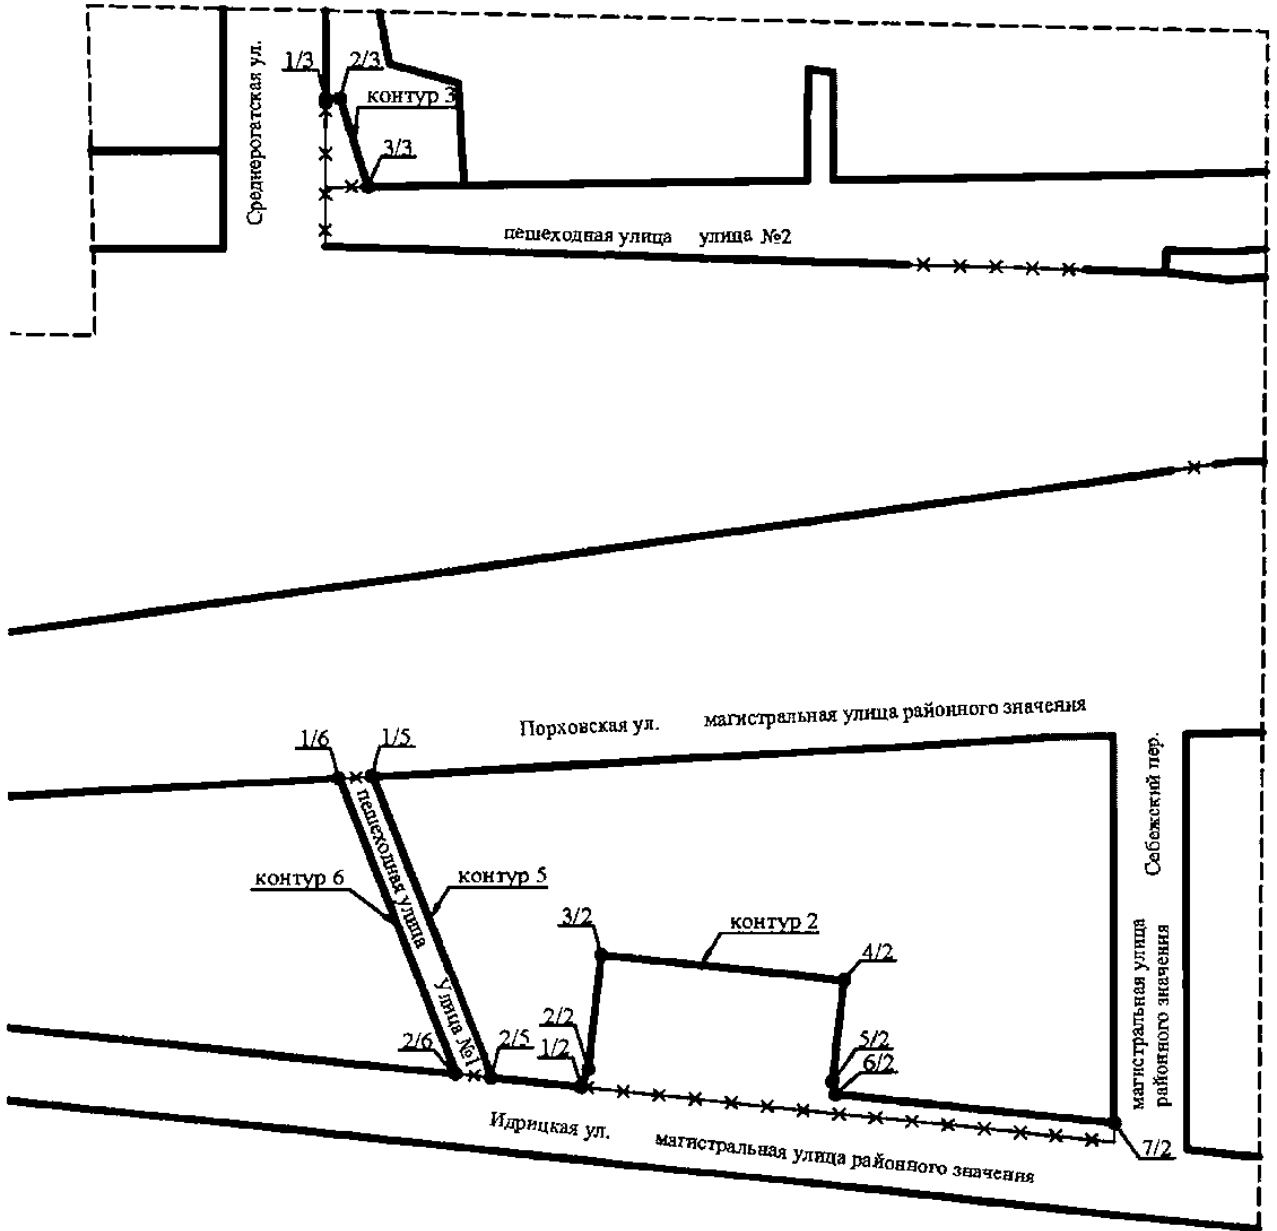 Среднерогатская ул.
1/3
2/3
контур 3
3/3
пешеходная улица улица №2
Порховская ул. магистральная улица районного значения
1/6
1/5
пешеходная улица
Улица №1
контур 6
контур 5
2/6
2/5
3/2
контур 2
4/2
2/2
1/2
5/2
6/2
7/2
Себежский пер.
магистральная улица
районного значения
Идрицкая ул. магистральная улица районного значения